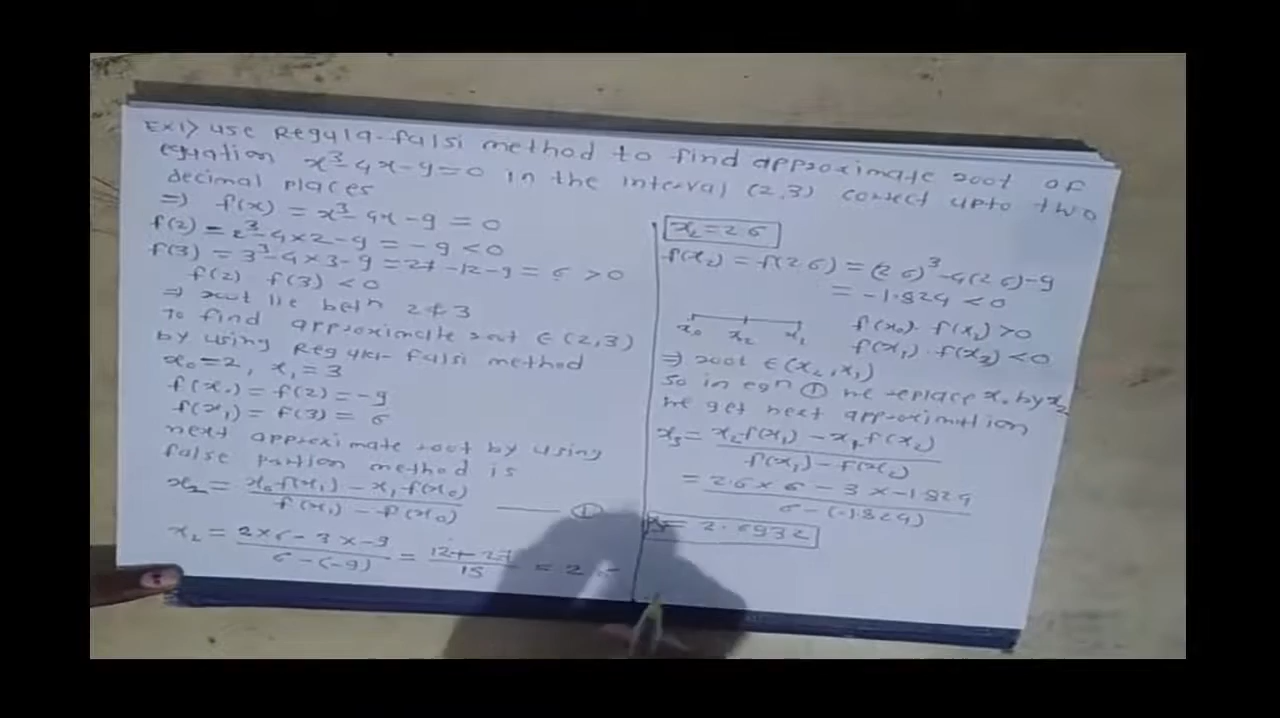 EX1> use Regula-falsi method to find approximate root of
equation x³-4x-9=0 in the interval (2,3) correct upto two
decimal places
⇒ f(x) = x³-4x-9 = 0
f(2) = 2³-4×2-9 = -9 <0
f(3) = 3³-4×3-9 = 27-12-9 = 6 >0
f(2) f(3) <0
⇒ root lie betn 2 & 3
To find approximate root ∈ (2,3)
by using Regula-falsi method
x₀=2, x₁=3
f(x₀) = f(2) = -9
f(x₁) = f(3) = 6
next approximate root by using
false method is
x₂ = x₀f(x₁) - x₁f(x₀) / f(x₁) - f(x₀) —— ①
x₂ = 2×6-3×-9 / 6-(-9) = 12+27 / 15 = 2
x₂=2.6
f(x₂) = f(2.6) = (2.6)³-4(2.6)-9
= -1.824 <0
x₀ x₂ x₁
f(x₀). f(x₂) >0
f(x₁). f(x₂) <0
⇒ root ∈ (x₂, x₁)
so in eqn ① we replace x₀ by x₂
we get next approximation
x₃ = x₂f(x₁) - x₁f(x₂) / f(x₁) - f(x₂)
= 2.6×6-3×-1.824 / 6-(-1.824)
x₃ = 2.6932